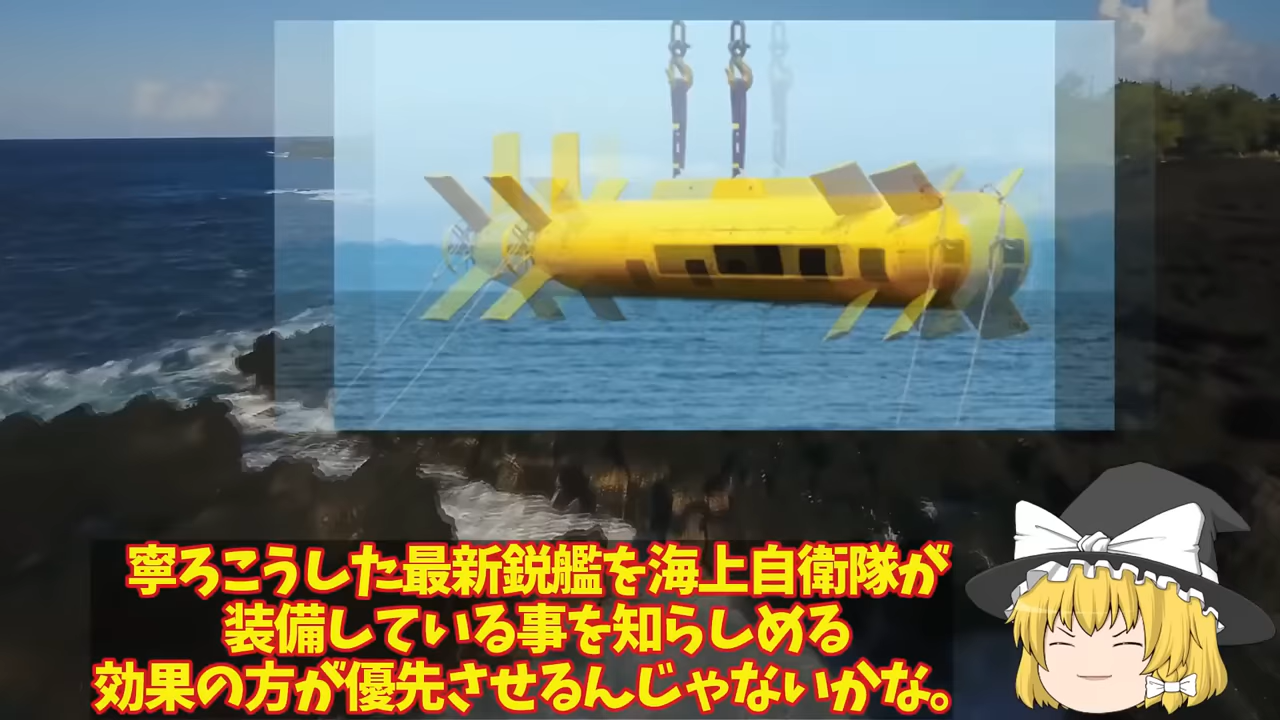 寧ろこうした最新鋭艦を海上自衛隊が
装備している事を知らしめる
効果の方が優先させるんじゃないかな。